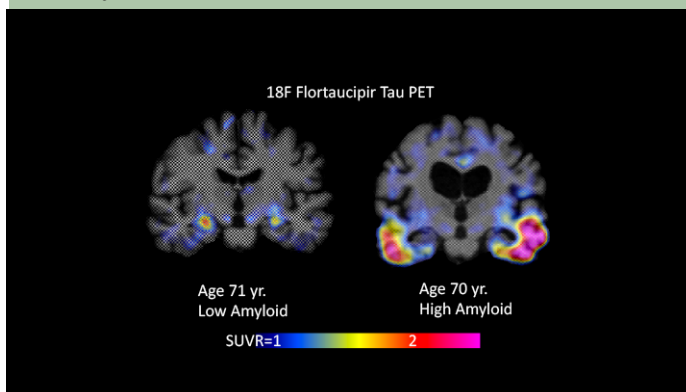 18F Flortaucipir Tau PET
Age 71 yr.
Low Amyloid
Age 70 yr.
High Amyloid
SUVR=1 2